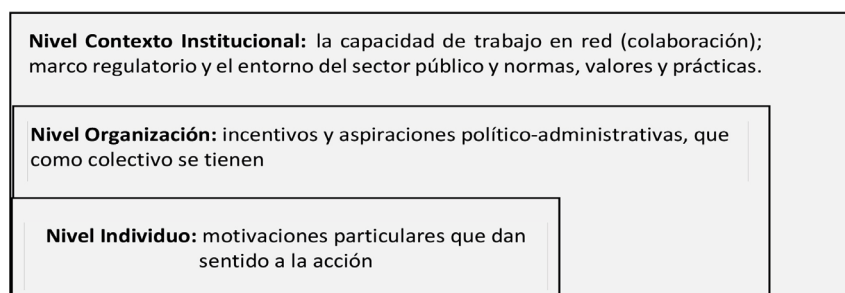 Nivel Contexto Institucional: la capacidad de trabajo en red (colaboración);
marco regulatorio y el entorno del sector público y normas, valores y prácticas.
Nivel Organización: incentivos y aspiraciones político-administrativas, que
como colectivo se tienen
Nivel Individuo: motivaciones particulares que dan
sentido a la acción